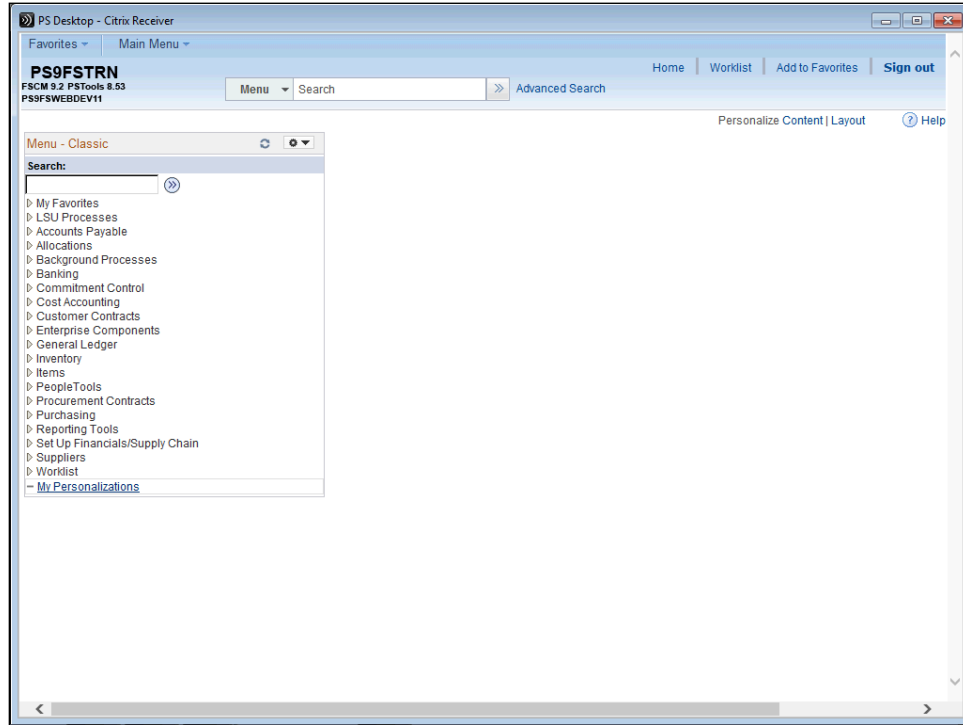 PS Desktop - Citrix Receiver
Favorites Main Menu
PS9FSTRN
FSCM 9.2 PSTools 8.53
PS9FSWEBDEV11
Menu Search Advanced Search
Home Worklist Add to Favorites Sign out
Personalize Content | Layout Help
Menu - Classic
Search:
My Favorites
LSU Processes
Accounts Payable
Allocations
Background Processes
Banking
Commitment Control
Cost Accounting
Customer Contracts
Enterprise Components
General Ledger
Inventory
Items
PeopleTools
Procurement Contracts
Purchasing
Reporting Tools
Set Up Financials/Supply Chain
Suppliers
Worklist
My Personalizations